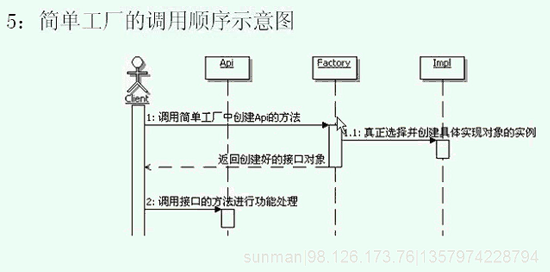 5：简单工厂的调用顺序示意图
Api
Factory
Impl
Client
1: 调用简单工厂中创建Api的方法
1.1: 真正选择并创建具体实现对象的实例
返回创建好的接口对象
2: 调用接口的方法进行功能处理
sunman|98.126.173.76|1357974228794